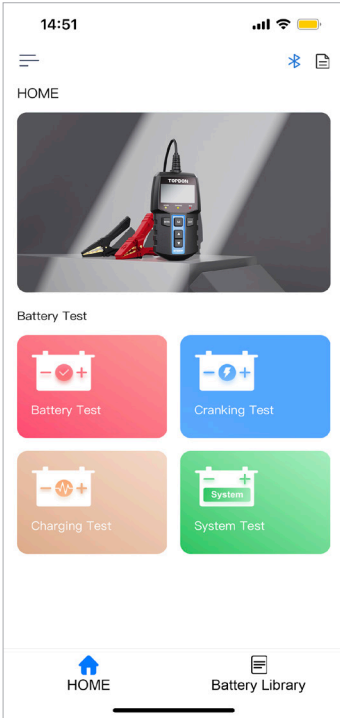 14:51
HOME
TOPDON
Battery Test
Battery Test
Cranking Test
System
Charging Test
System Test
HOME
Battery Library